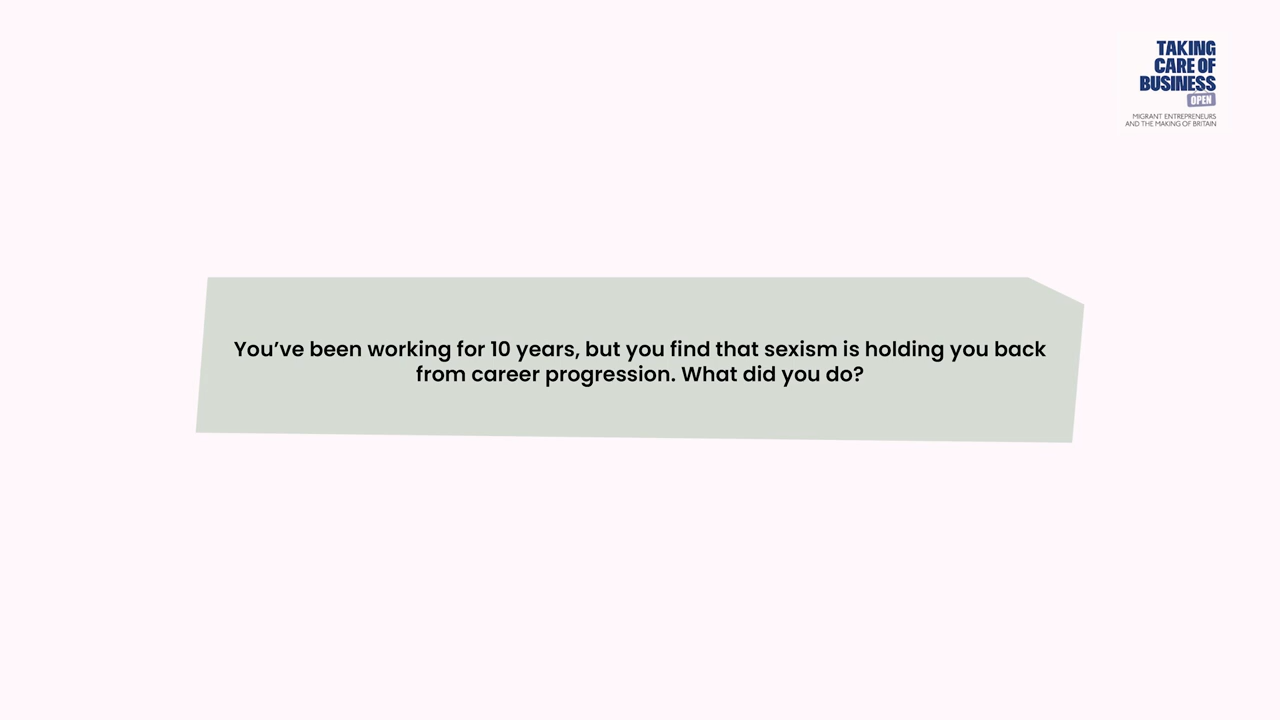 TAKING
CARE OF
BUSINESS
OPEN
MIGRANT ENTREPRENEURS
AND THE MAKING OF BRITAIN
You’ve been working for 10 years, but you find that sexism is holding you back
from career progression. What did you do?